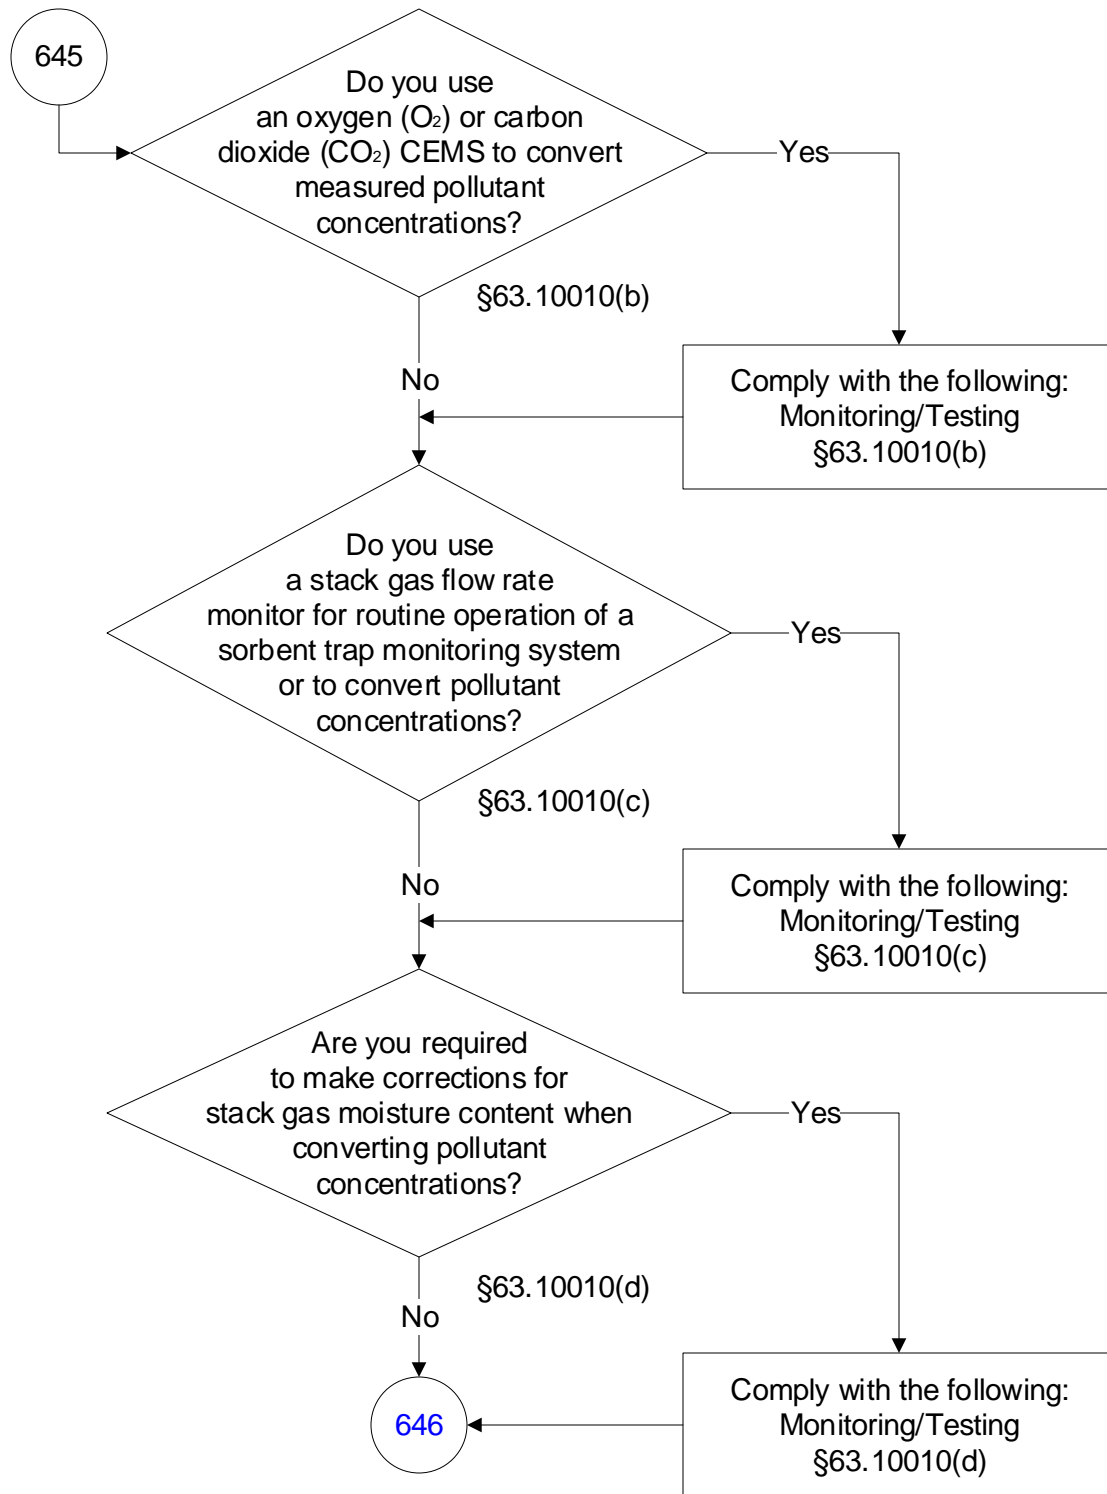 645
Do you use
an oxygen (O₂) or carbon
dioxide (CO₂) CEMS to convert
measured pollutant
concentrations?
Yes
§63.10010(b)
No
Comply with the following:
Monitoring/Testing
§63.10010(b)
Do you use
a stack gas flow rate
monitor for routine operation of a
sorbent trap monitoring system
or to convert pollutant
concentrations?
Yes
§63.10010(c)
No
Comply with the following:
Monitoring/Testing
§63.10010(c)
Are you required
to make corrections for
stack gas moisture content when
converting pollutant
concentrations?
Yes
§63.10010(d)
No
Comply with the following:
Monitoring/Testing
§63.10010(d)
646